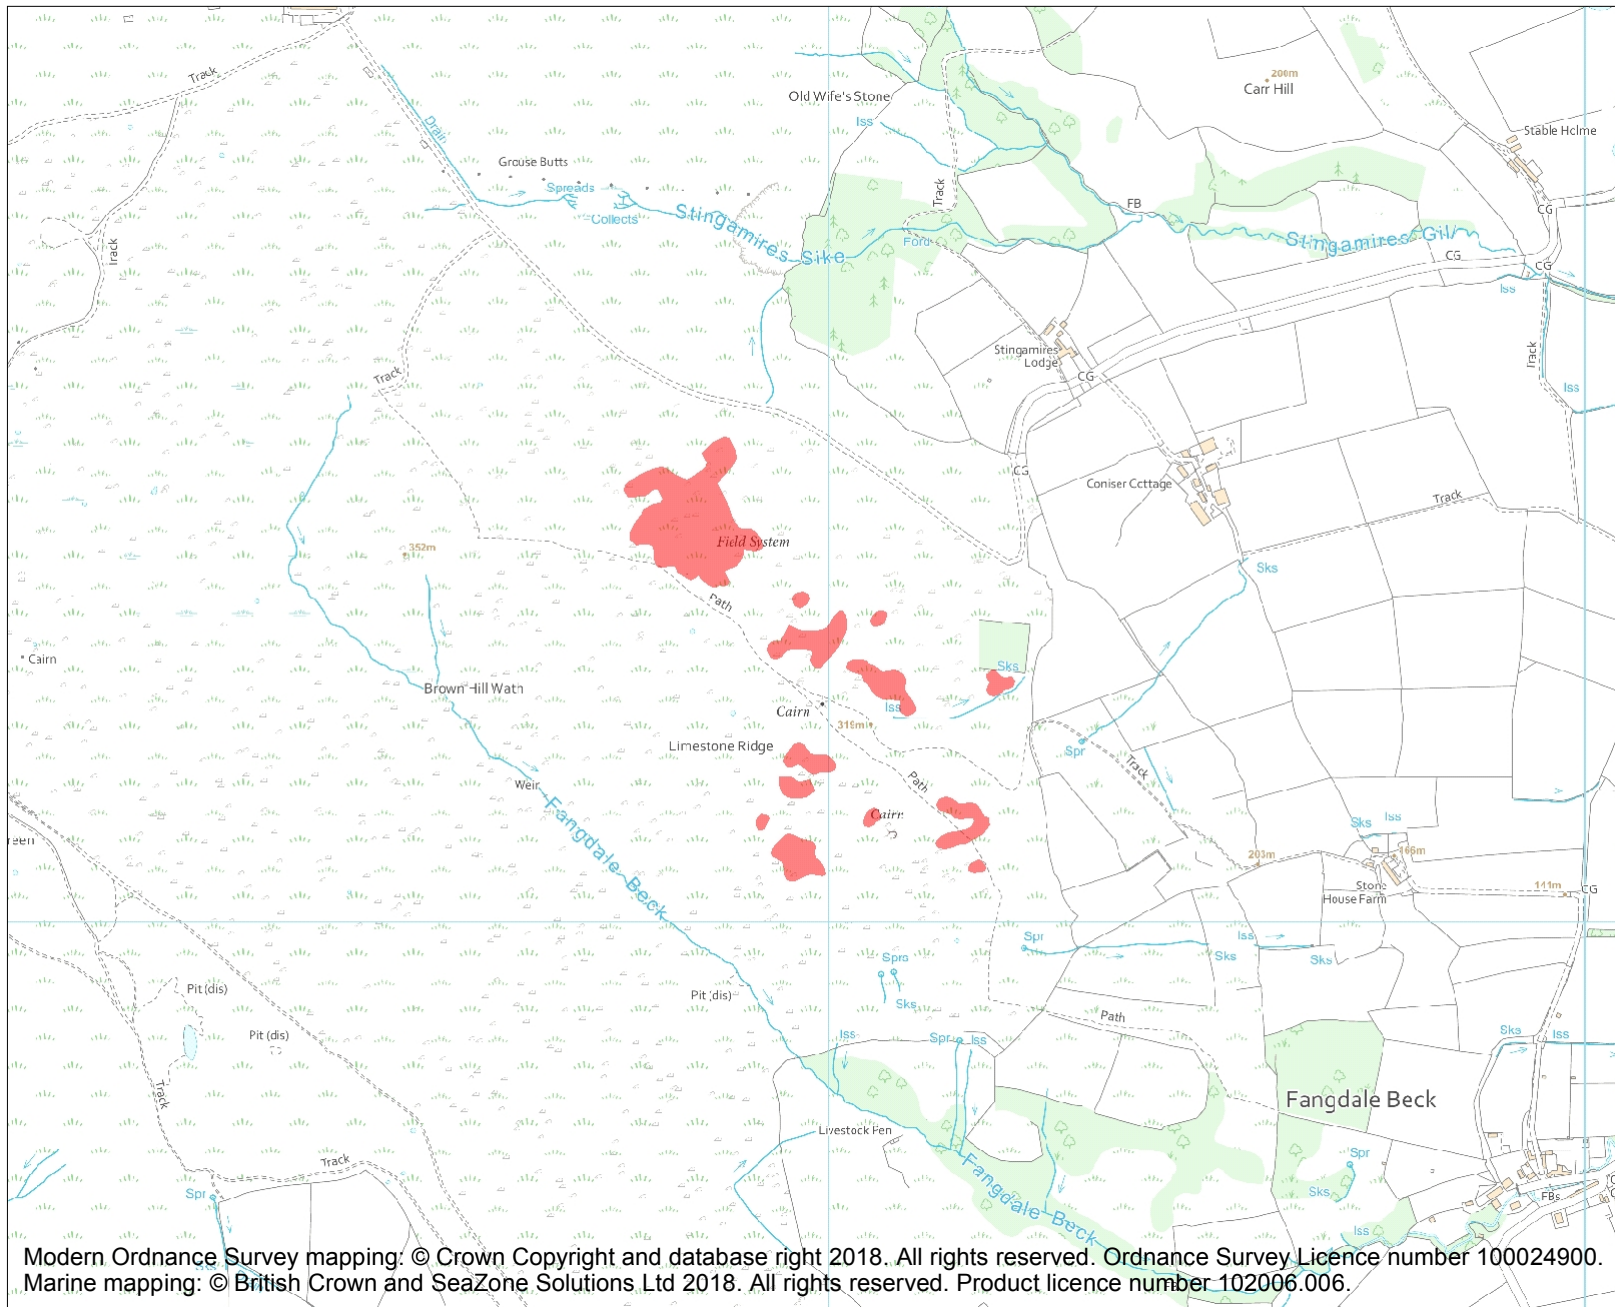 Track
200m
Carr Hill
Old Wife's Stone
Iss
Drain
Stable Holme
Grouse Butts
Spreads
Collects
Track
FB
CG
Stingamires Sike
Ford
Stingamires Gill
CG
CG
Track
Iss
Stingamires
Lodge
CG
Track
Track
Iss
CG
Coniser Cottage
Track
Field System
352m
Sks
Path
Cairn
Sks
Brown Hill Wath
Cairn
Iss
319m
Limestone Ridge
Spr
Track
Weir
Path
Fangdale Beck
Cairn
Sks
Iss
reen
203m
166m
Stone
House Farm
141m
CG
Spr
Iss
Sks
Sks
Sprs
Sks
Pit (dis)
Pit (dis)
Path
Pit (dis)
Iss
Spr
Iss
Sks
Iss
Track
Fangdale Beck
Livestock Pen
Track
Spr
Fangdale Beck
Sks
Spr
FBs
Iss
Sks
Modern Ordnance Survey mapping: © Crown Copyright and database right 2018. All rights reserved. Ordnance Survey Licence number 100024900.
Marine mapping: © British Crown and SeaZone Solutions Ltd 2018. All rights reserved. Product licence number 102006.006.